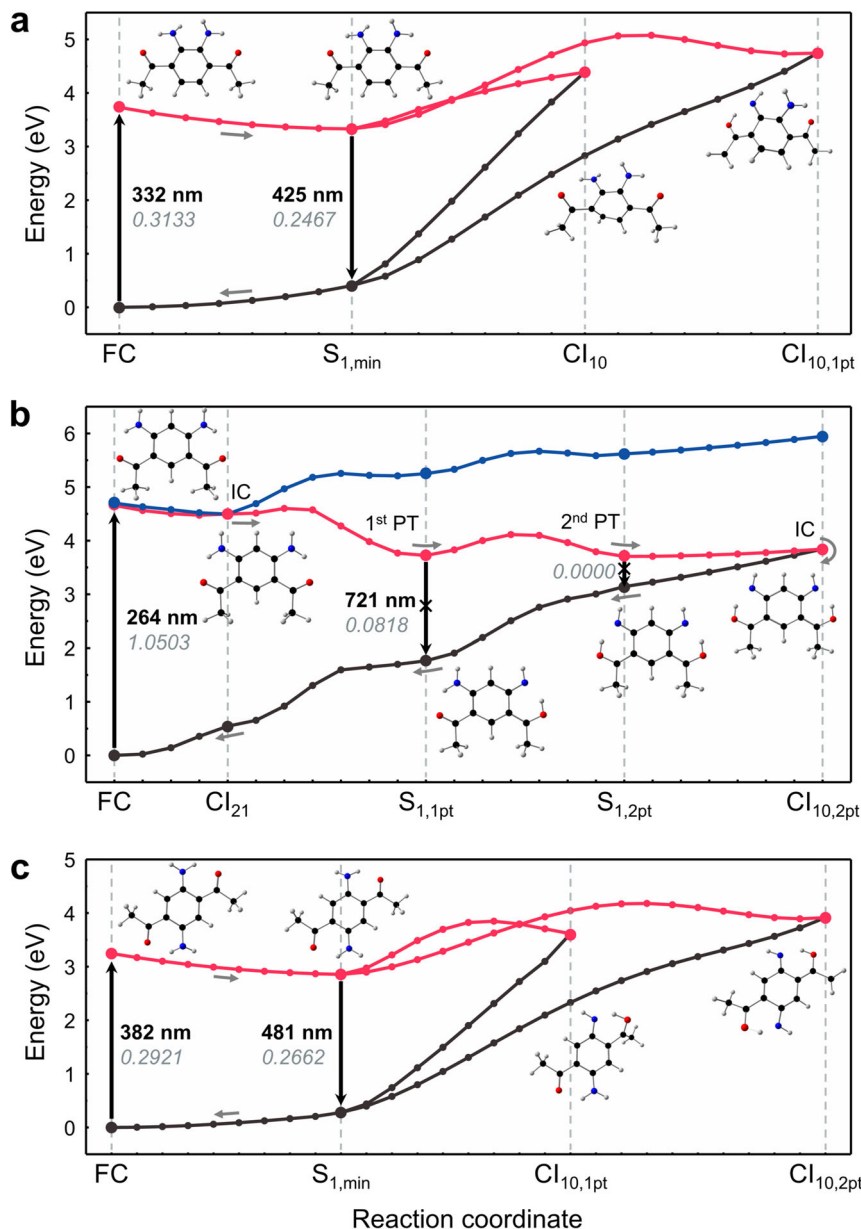 a
5
4
3
2
1
0
Energy (eV)
332 nm
0.3133
425 nm
0.2467
FC
S1,min
CI10
CI10,1pt
b
6
5
4
3
2
1
0
Energy (eV)
IC
1st PT
2nd PT
IC
264 nm
1.0503
721 nm
0.0818
0.0000
FC
CI21
S1,1pt
S1,2pt
CI10,2pt
c
5
4
3
2
1
0
Energy (eV)
382 nm
0.2921
481 nm
0.2662
FC
S1,min
CI10,1pt
CI10,2pt
Reaction coordinate